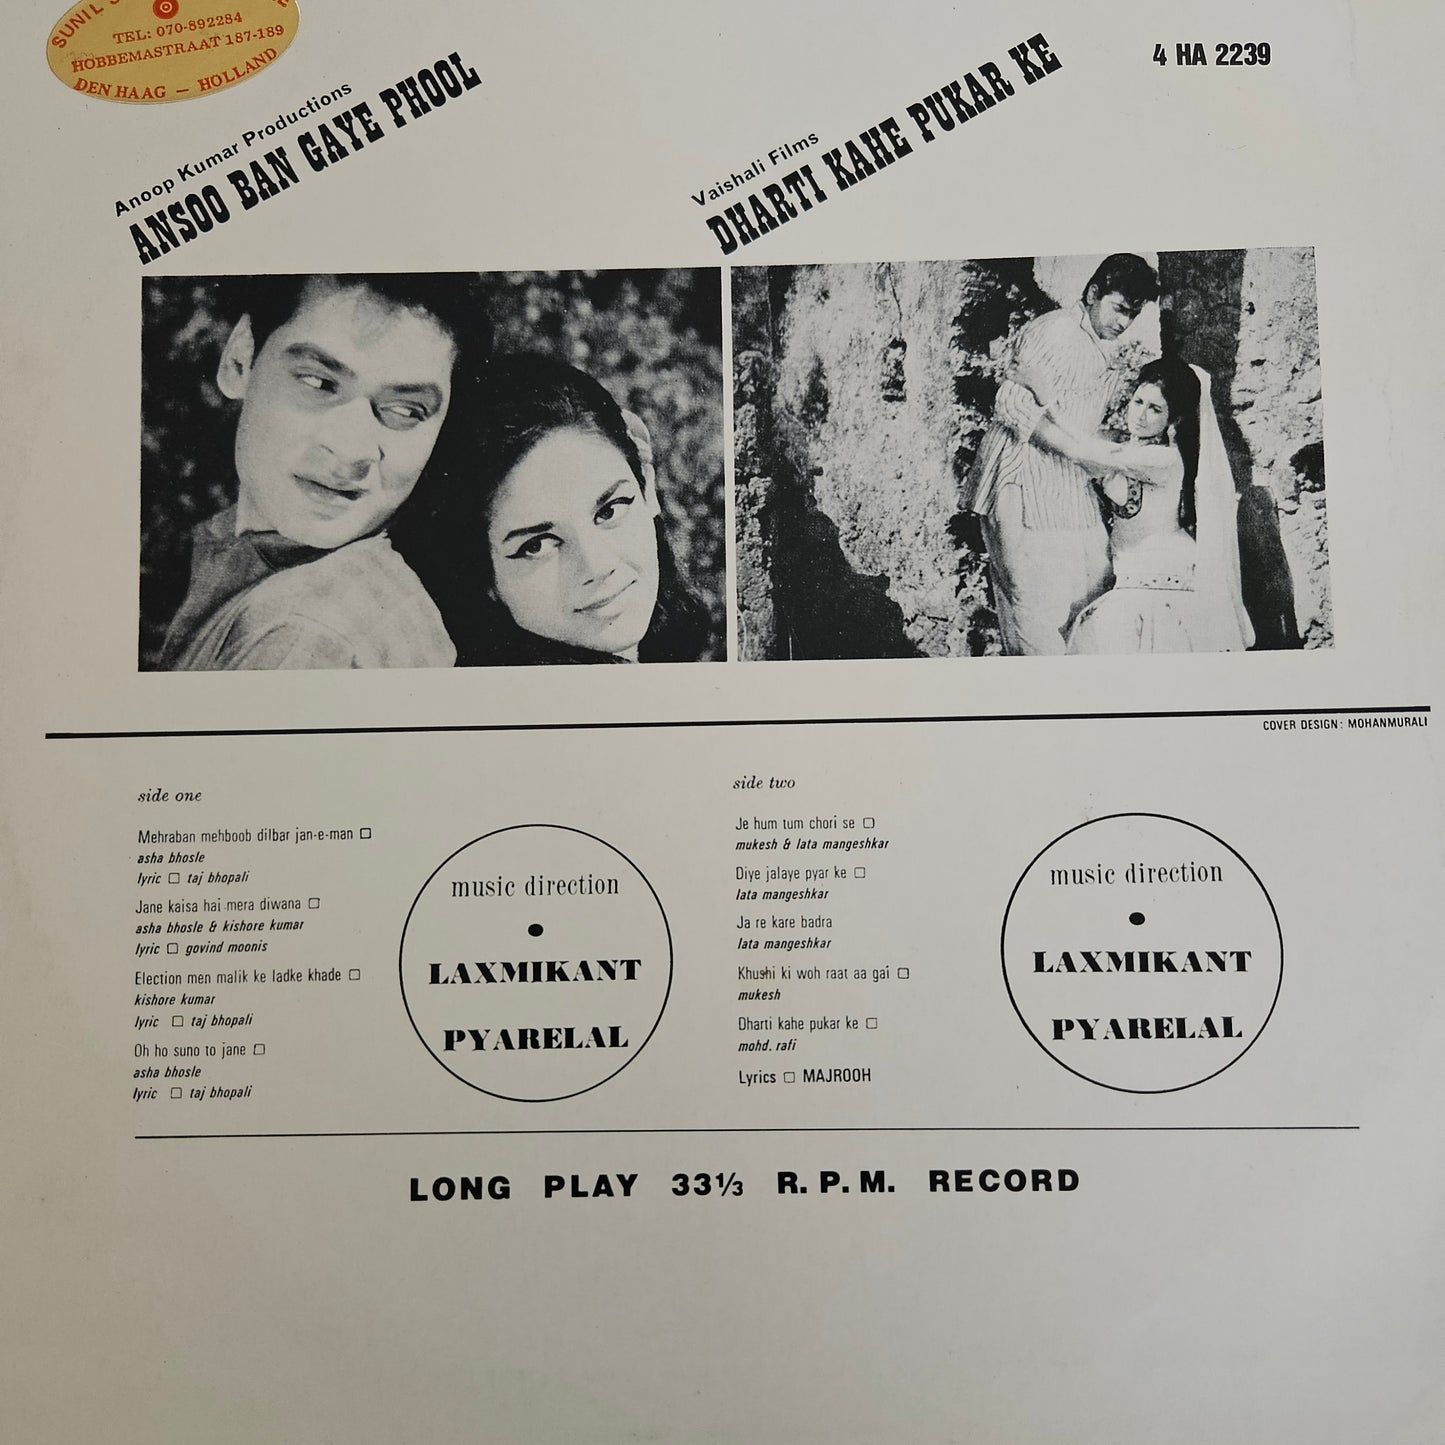 SUNIL
TEL: 070-892284
HOBBEMASTRAAT 187-189
DEN HAAG — HOLLAND
4 HA 2239
Anoop Kumar Productions
ANSOO BAN GAYE PHOOL
Vaishali Films
DHARTI KAHE PUKAR KE
COVER DESIGN: MOHANMURALI
side one
Mehraban mehboob dilbar jan-e-man □
asha bhosle
lyric □ taj bhopali
Jane kaisa hai mera diwana □
asha bhosle & kishore kumar
lyric □ govind moonis
Election men malik ke ladke khade □
kishore kumar
lyric □ taj bhopali
Oh ho suno to jane □
asha bhosle
lyric □ taj bhopali
music direction
LAXMIKANT
PYARELAL
side two
Je hum tum chori se □
mukesh & lata mangeshkar
Diye jalaye pyar ke □
lata mangeshkar
Ja re kare badra
lata mangeshkar
Khushi ki woh raat aa gai □
mukesh
Dharti kahe pukar ke □
mohd. rafi
Lyrics □ MAJROOH
music direction
LAXMIKANT
PYARELAL
LONG PLAY 33⅓ R. P. M. RECORD